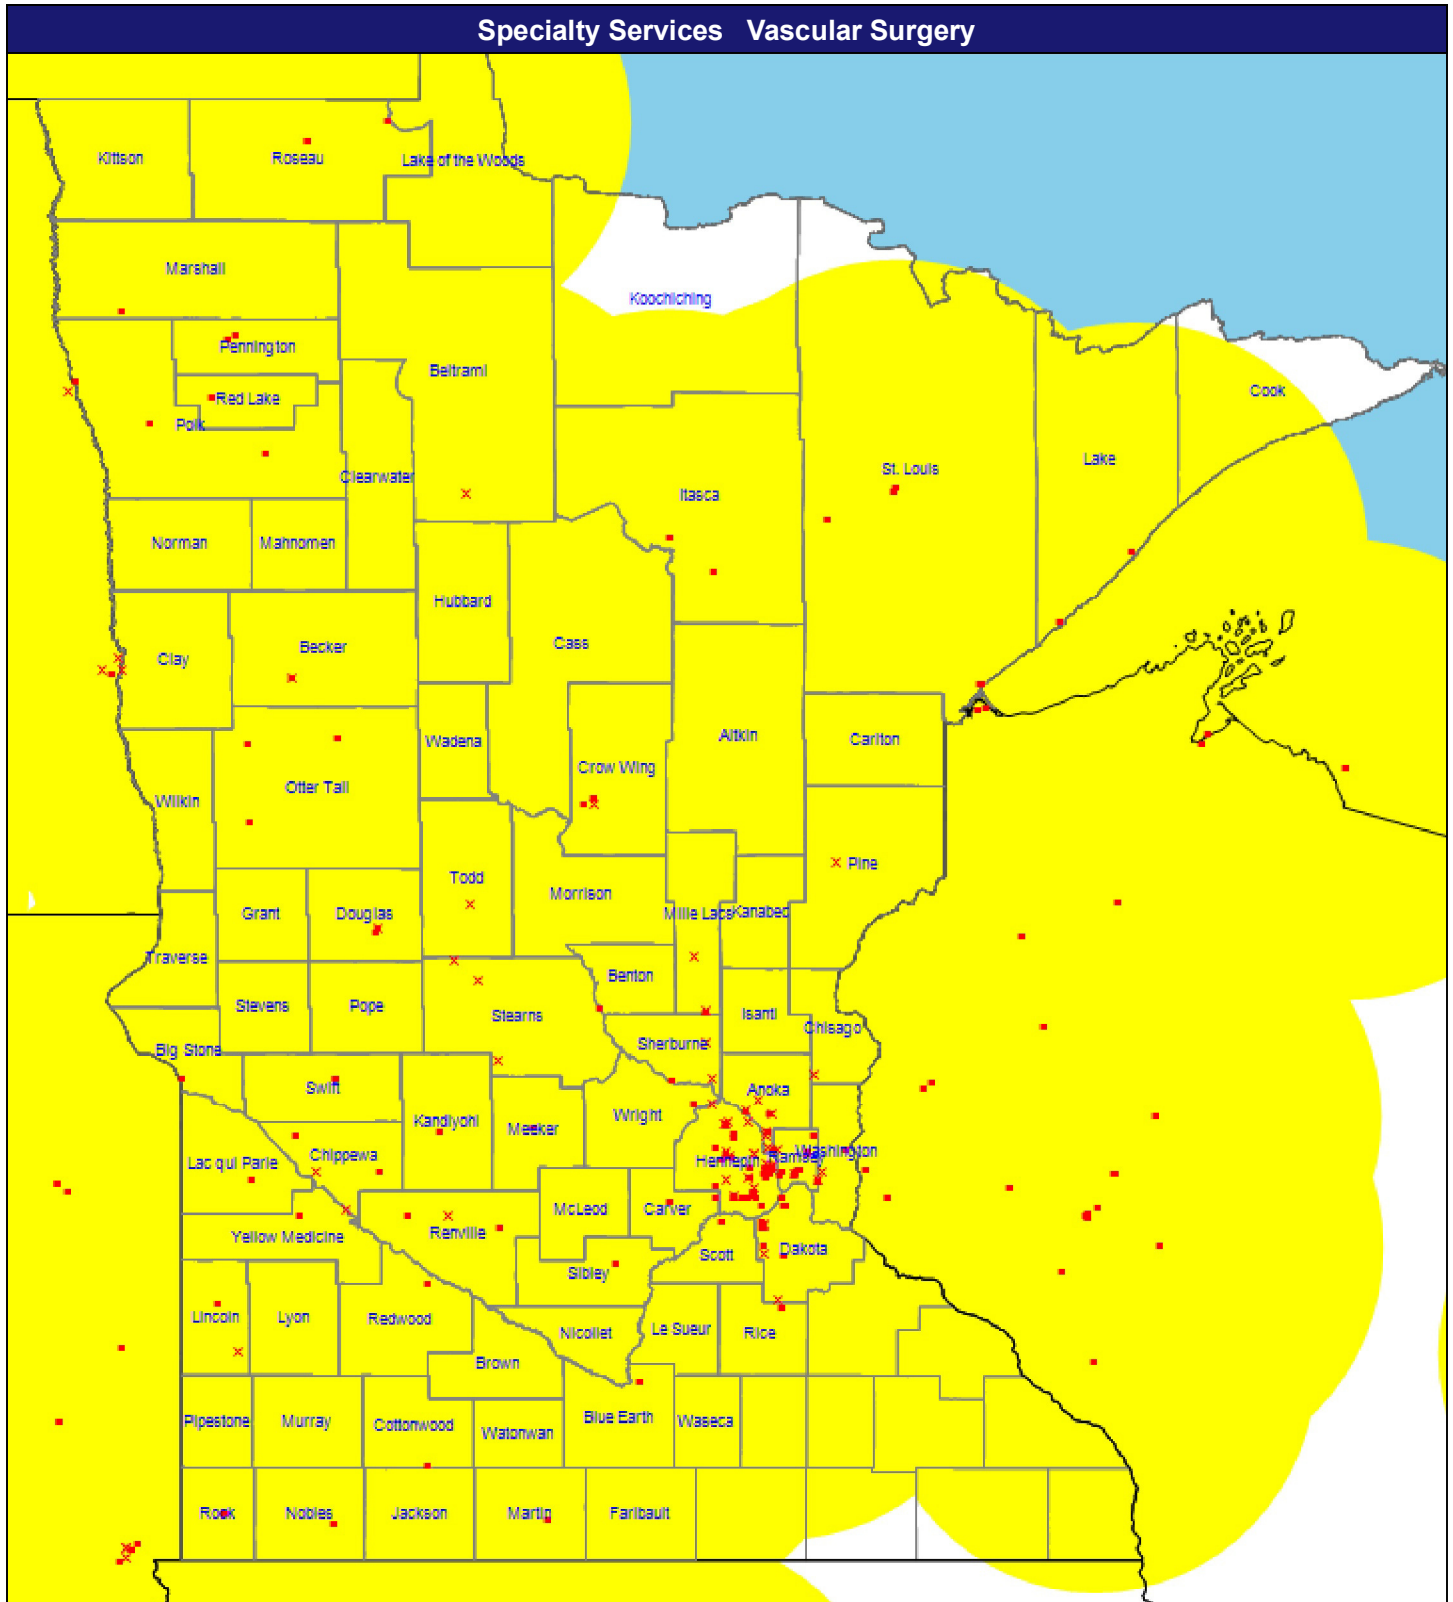 Specialty Services Vascular Surgery
Kittson
Roseau
Lake of the Woods
Marshall
Koochiching
Pennington
Beltrami
Red Lake
Cook
Polk
Clearwater
St. Louis
Lake
Itasca
Norman
Mahnomen
Hubbard
Cass
Becker
Clay
Wadena
Aitkin
Carlton
Crow Wing
Otter Tail
Wilkin
Pine
Todd
Morrison
Grant
Douglas
Mille Lacs
Kanabec
Traverse
Benton
Stevens
Pope
Stearns
Isanti
Chisago
Sherburne
Big Stone
Swift
Anoka
Wright
Kandiyohi
Meeker
Chippewa
Washington
Lac qui Parle
Hennepin
Ramsey
McLeod
Carver
Renville
Yellow Medicine
Scott
Dakota
Sibley
Lincoln
Lyon
Redwood
Nicollet
Le Sueur
Rice
Brown
Pipestone
Murray
Cottonwood
Blue Earth
Waseca
Watonwan
Rock
Nobles
Jackson
Martin
Faribault